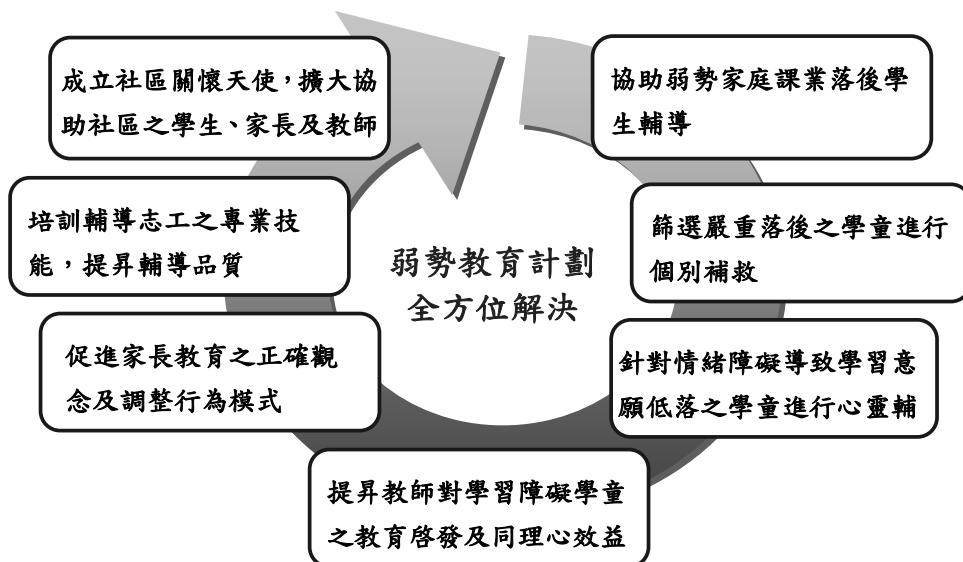 成立社區關懷天使，擴大協
助社區之學生、家長及教師
協助弱勢家庭課業落後學
生輔導
培訓輔導志工之專業技
能，提昇輔導品質
篩選嚴重落後之學童進行
個別補救
弱勢教育計劃
全方位解決
促進家長教育之正確觀
念及調整行為模式
針對情緒障礙導致學習意
願低落之學童進行心靈輔
提昇教師對學習障礙學童
之教育啓發及同理心效益